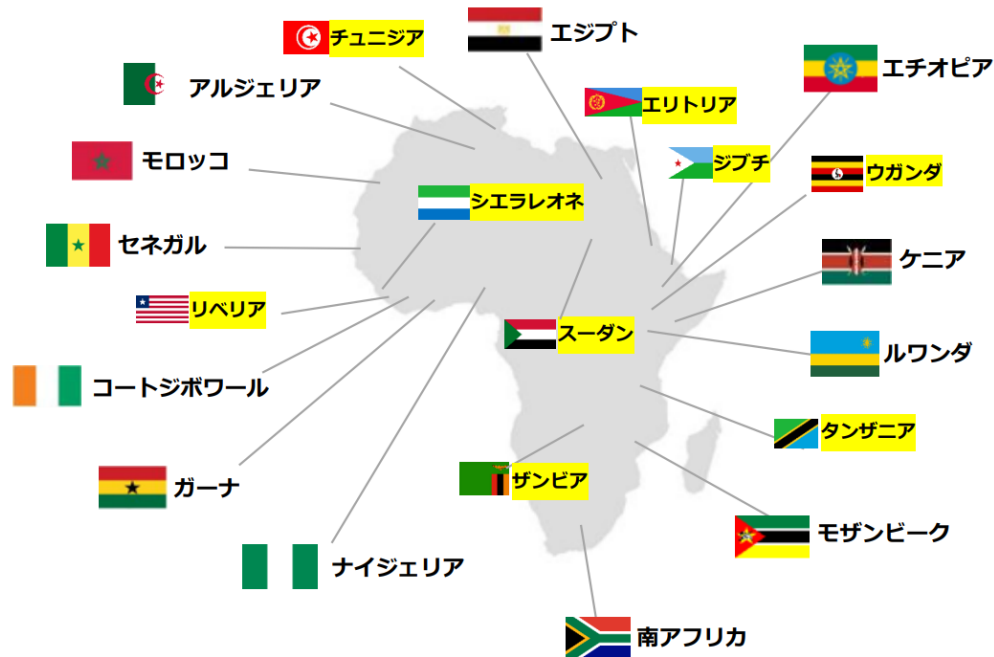 チュニジア
エジプト
エチオピア
アルジェリア
エリトリア
モロッコ
ジブチ
ウガンダ
シエラレオネ
セネガル
ケニア
リベリア
スーダン
ルワンダ
コートジボワール
タンザニア
ガーナ
ザンビア
モザンビーク
ナイジェリア
南アフリカ